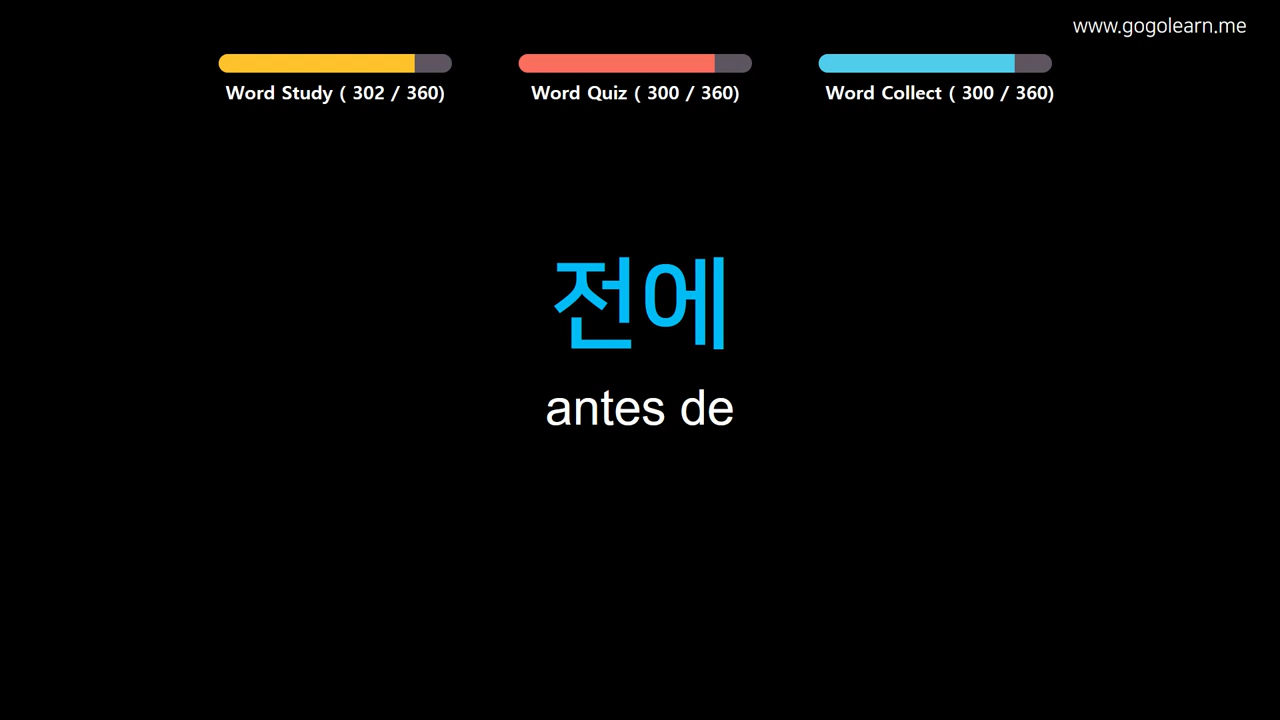 www.gogolearn.me
Word Study ( 302 / 360)
Word Quiz ( 300 / 360)
Word Collect ( 300 / 360)
전에
antes de